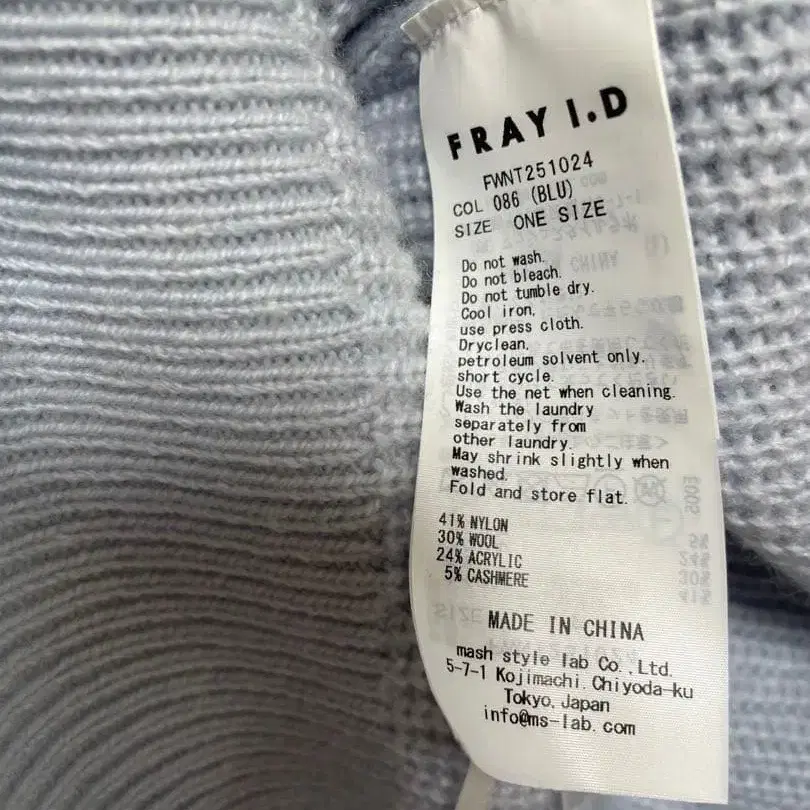 FRAY I.D
FWNT251024
COL 086 (BLU)
SIZE ONE SIZE
Do not wash.
Do not bleach.
Do not tumble dry.
Cool iron,
use press cloth.
Dryclean,
petroleum solvent only.
short cycle.
Use the net when cleaning.
Wash the laundry
separately from
other laundry.
May shrink slightly when
washed.
Fold and store flat.
41% NYLON
30% WOOL
24% ACRYLIC
5% CASHMERE
MADE IN CHINA
mash style lab Co.,Ltd.
5-7-1 Kojimachi. Chiyoda-ku
Tokyo, Japan
info@ms-lab.com